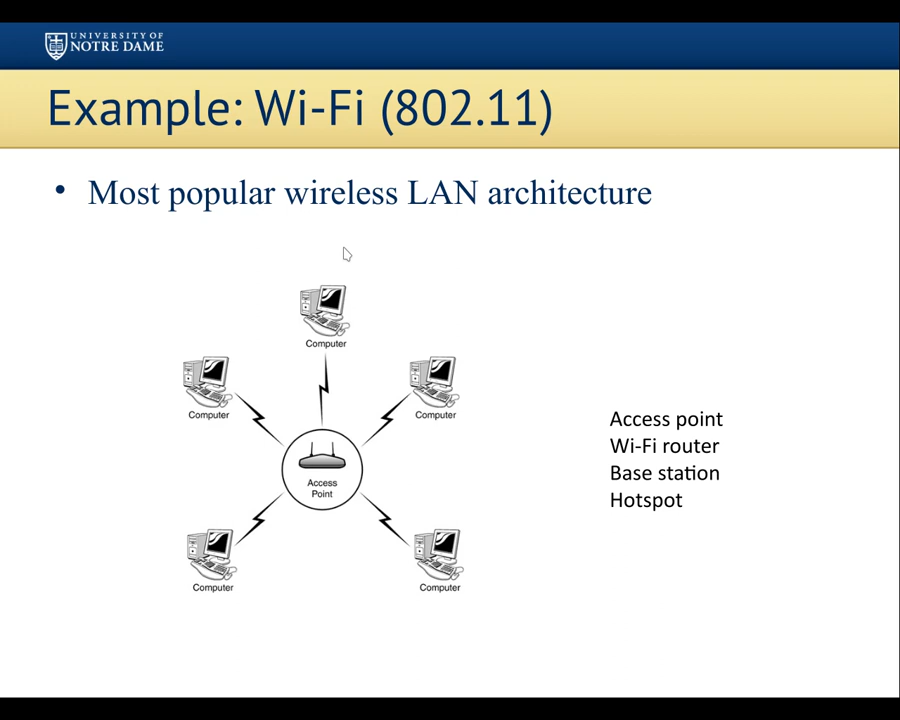 UNIVERSITY OF
NOTRE DAME
Example: Wi-Fi (802.11)
• Most popular wireless LAN architecture
Computer
Computer
Computer
Access
Point
Computer
Computer
Access point
Wi-Fi router
Base station
Hotspot